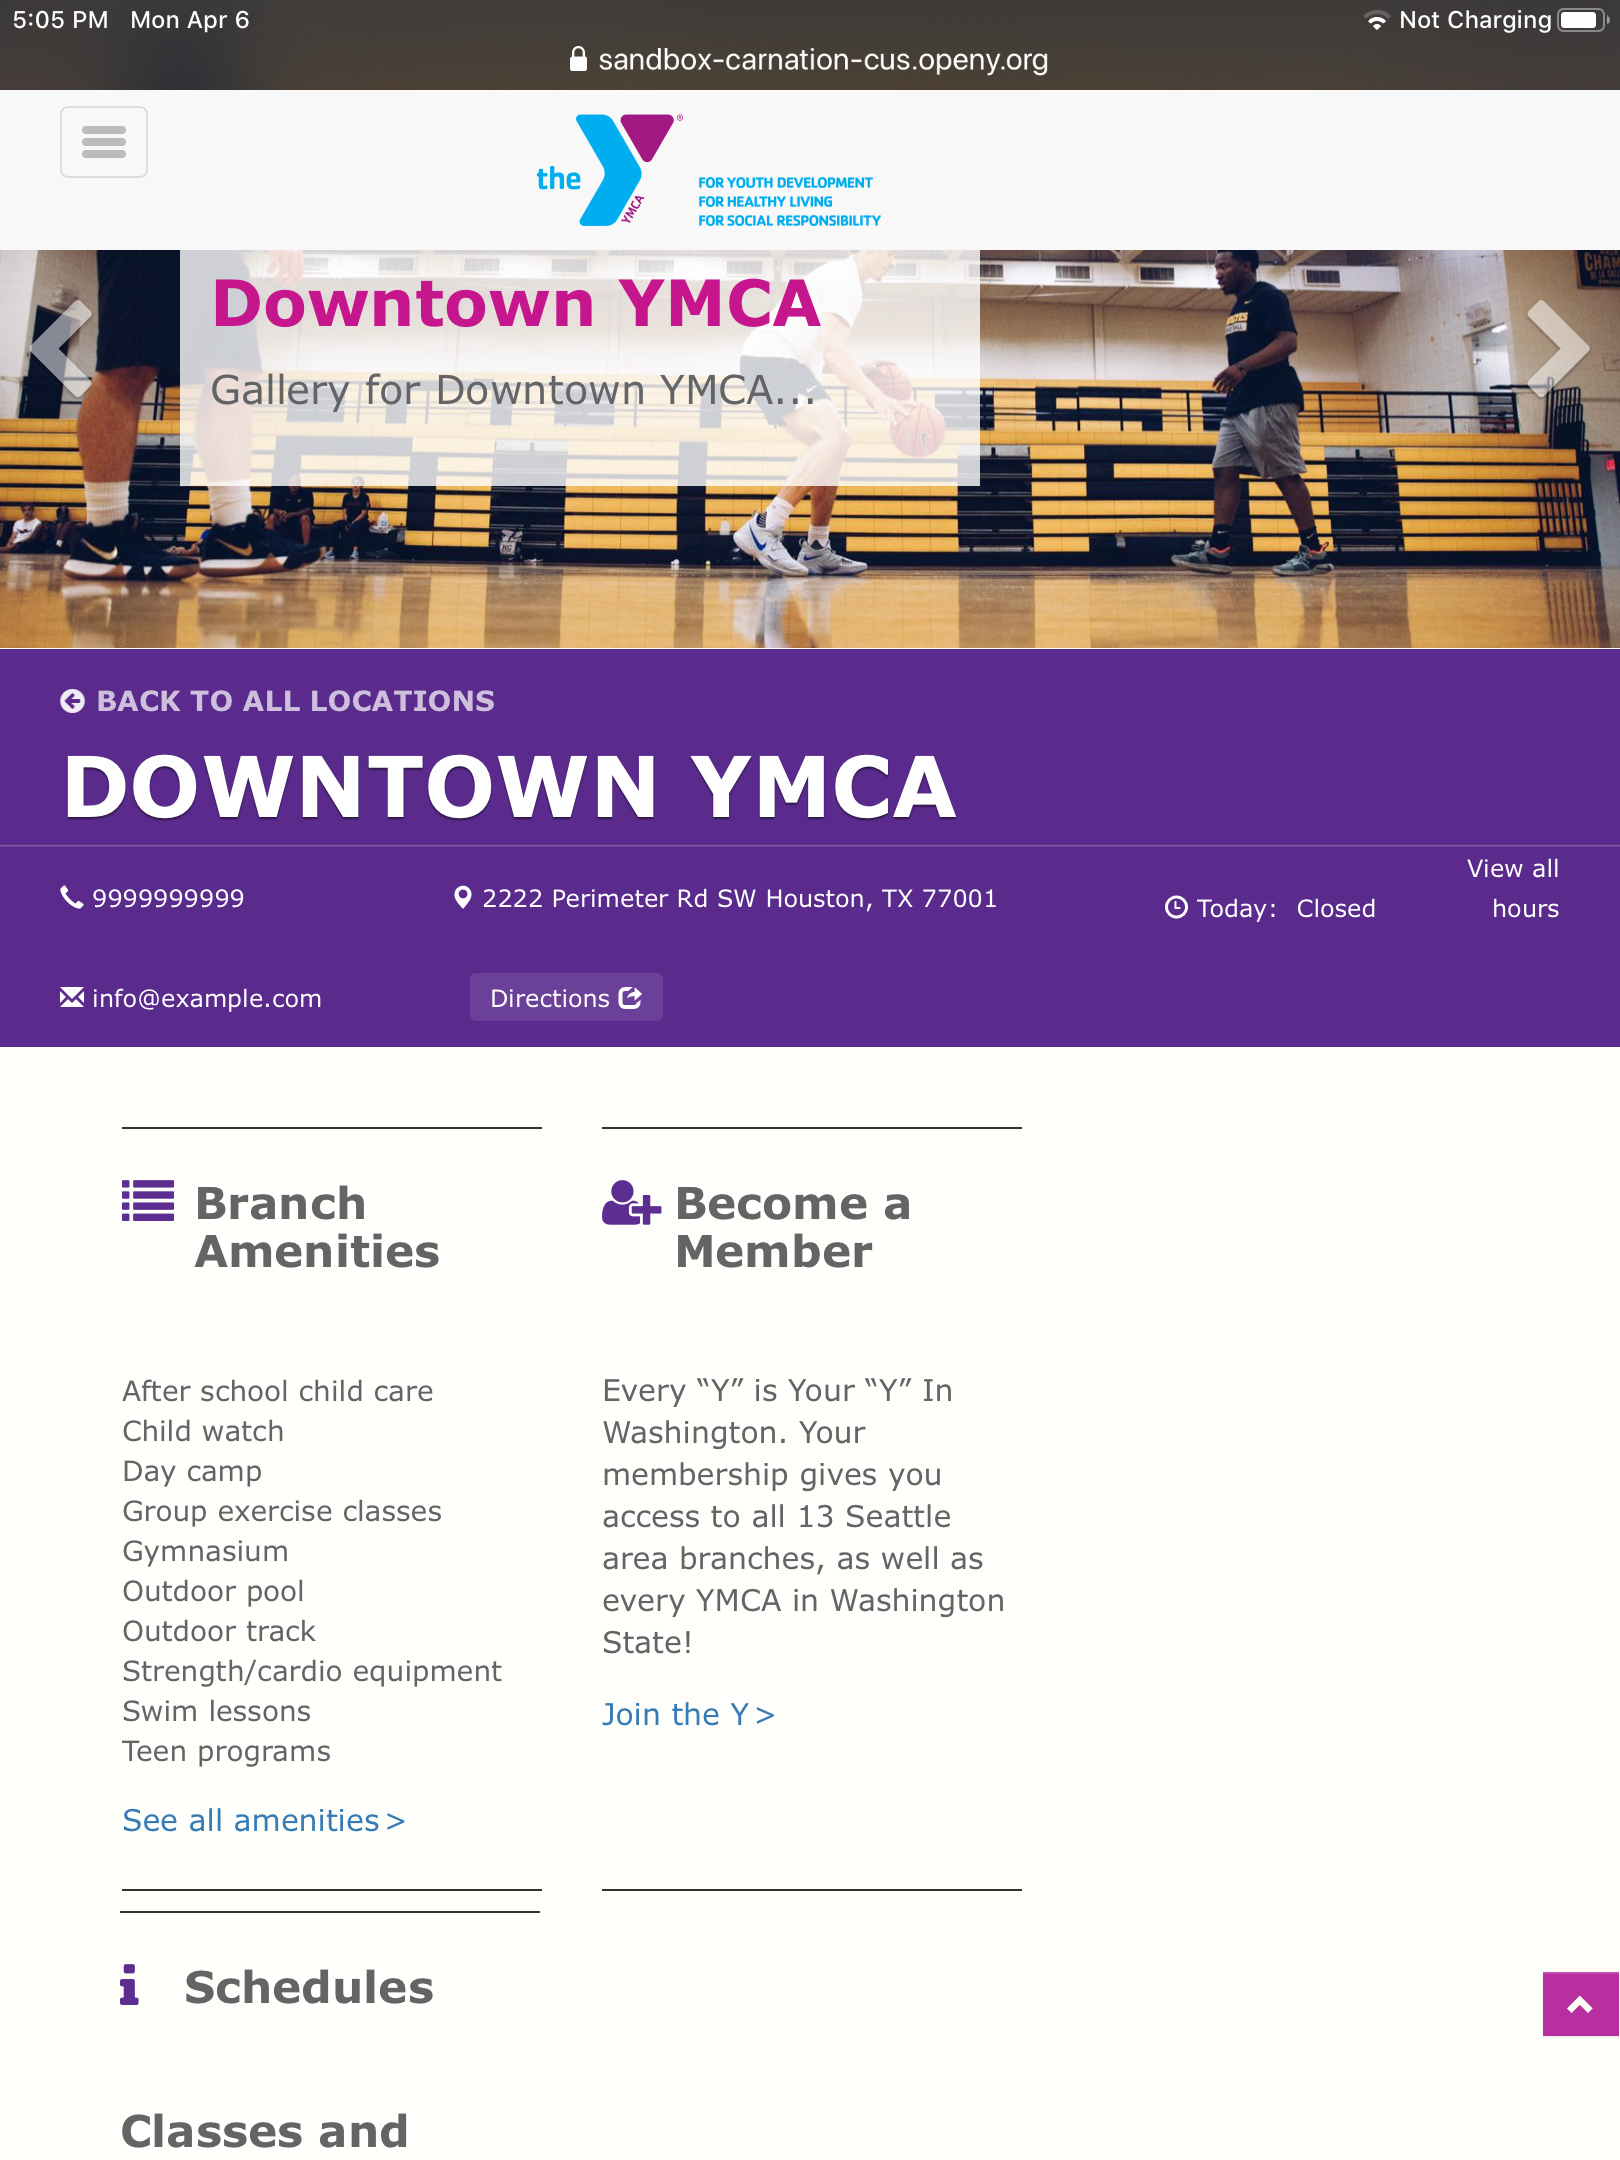 5:05 PM Mon Apr 6
Not Charging
sandbox-carnation-cus.openy.org
the
YMCA
®
FOR YOUTH DEVELOPMENT
FOR HEALTHY LIVING
FOR SOCIAL RESPONSIBILITY
Downtown YMCA
Gallery for Downtown YMCA...
BACK TO ALL LOCATIONS
DOWNTOWN YMCA
9999999999
2222 Perimeter Rd SW Houston, TX 77001
Today: Closed
View all
hours
info@example.com
Directions
Branch
Amenities
After school child care
Child watch
Day camp
Group exercise classes
Gymnasium
Outdoor pool
Outdoor track
Strength/cardio equipment
Swim lessons
Teen programs
See all amenities >
Become a
Member
Every “Y” is Your “Y” In
Washington. Your
membership gives you
access to all 13 Seattle
area branches, as well as
every YMCA in Washington
State!
Join the Y >
Schedules
Classes and